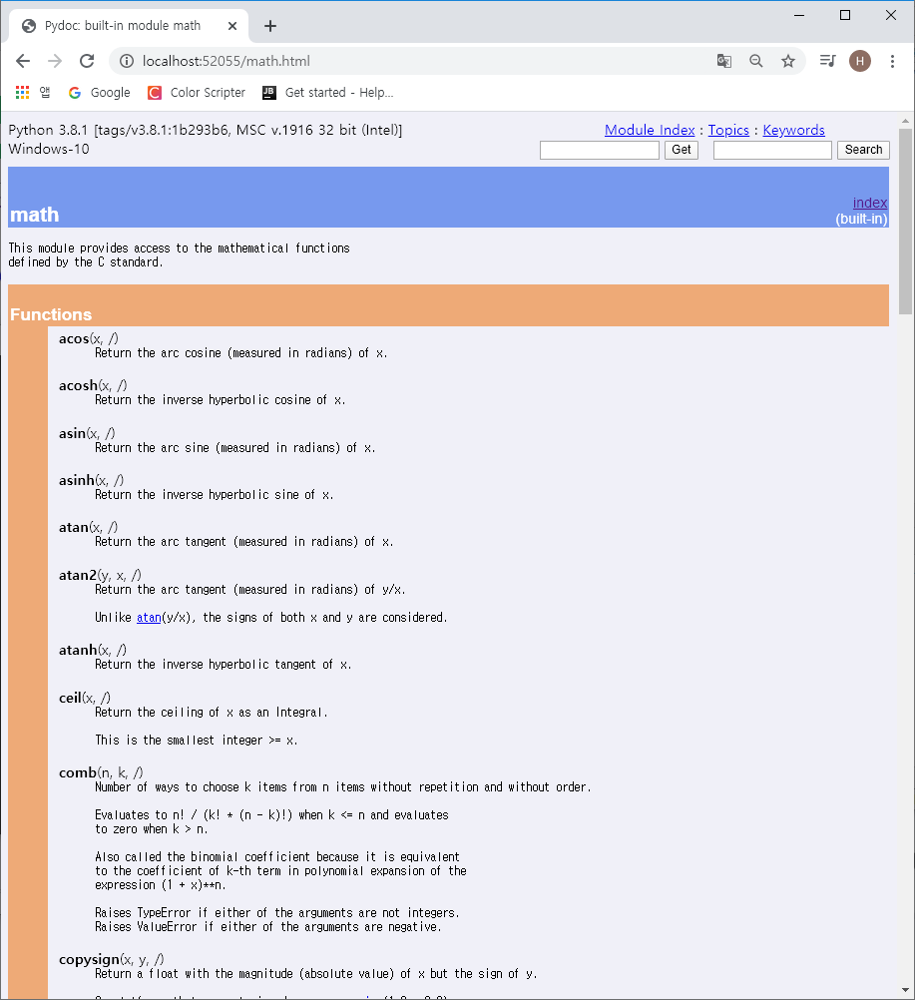 Pydoc: built-in module math
localhost:52055/math.html
H
앱 Google Color Scripter Get started - Help...
Python 3.8.1 [tags/v3.8.1:1b293b6, MSC v.1916 32 bit (Intel)]
Windows-10
Module Index : Topics : Keywords
Get Search
math
index
(built-in)
This module provides access to the mathematical functions
defined by the C standard.
Functions
acos(x, /)
Return the arc cosine (measured in radians) of x.
acosh(x, /)
Return the inverse hyperbolic cosine of x.
asin(x, /)
Return the arc sine (measured in radians) of x.
asinh(x, /)
Return the inverse hyperbolic sine of x.
atan(x, /)
Return the arc tangent (measured in radians) of x.
atan2(y, x, /)
Return the arc tangent (measured in radians) of y/x.
Unlike atan(y/x), the signs of both x and y are considered.
atanh(x, /)
Return the inverse hyperbolic tangent of x.
ceil(x, /)
Return the ceiling of x as an Integral.
This is the smallest integer >= x.
comb(n, k, /)
Number of ways to choose k items from n items without repetition and without order.
Evaluates to n! / (k! * (n - k)!) when k <= n and evaluates
to zero when k > n.
Also called the binomial coefficient because it is equivalent
to the coefficient of k-th term in polynomial expansion of the
expression (1 + x)**n.
Raises TypeError if either of the arguments are not integers.
Raises ValueError if either of the arguments are negative.
copysign(x, y, /)
Return a float with the magnitude (absolute value) of x but the sign of y.